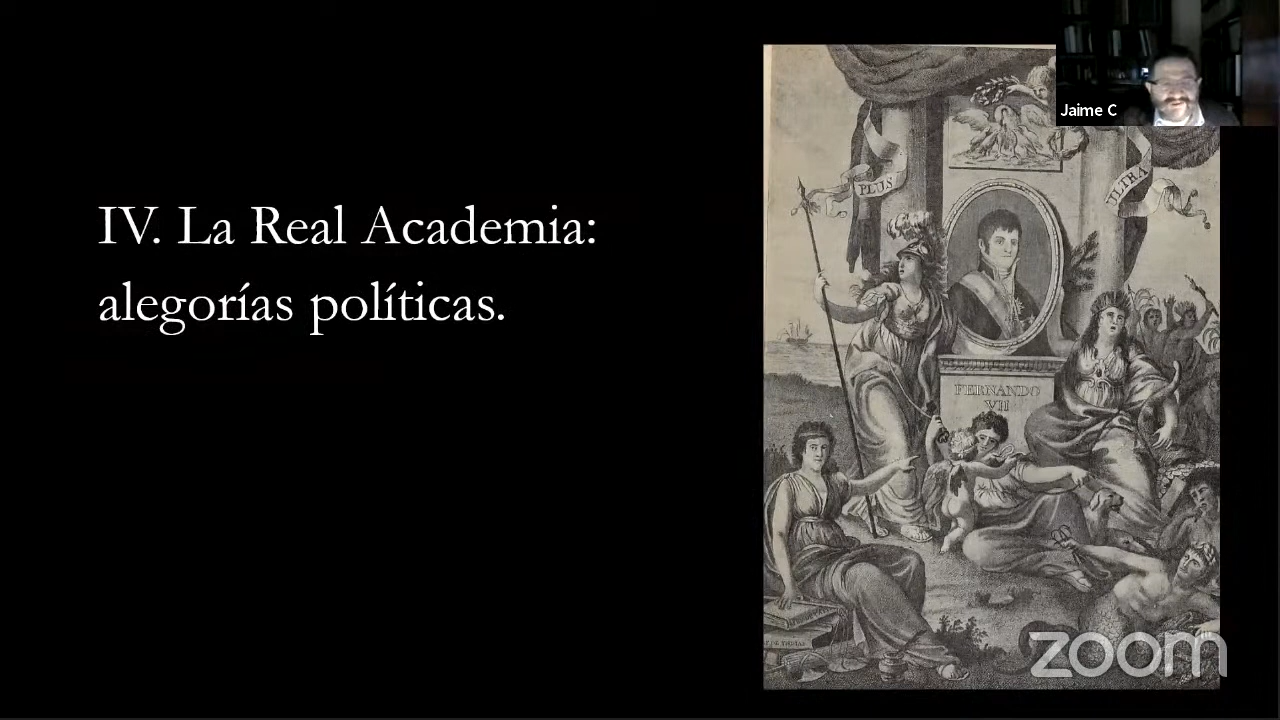 IV. La Real Academia:
alegorías políticas.
Jaime C
PLUS
ULTRA
FERNANDO
VII
zoom